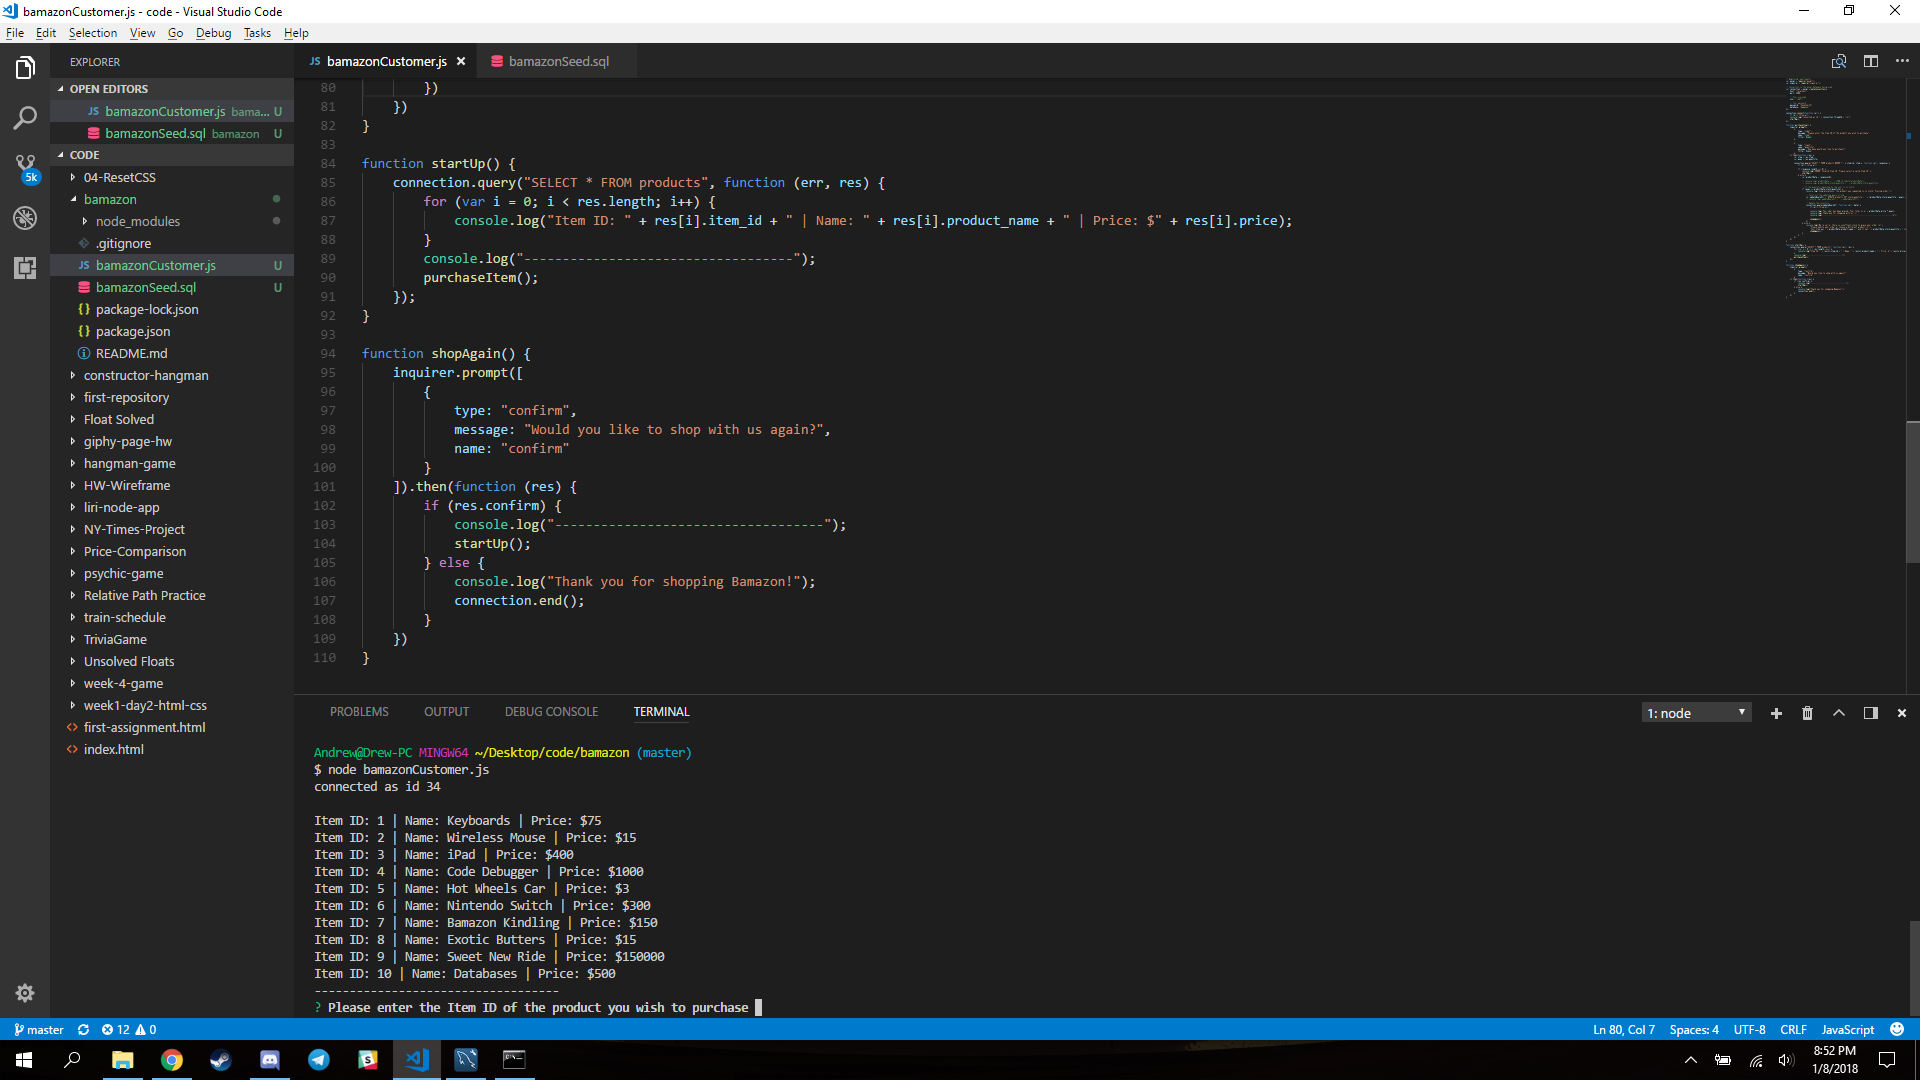 bamazonCustomer.js - code - Visual Studio Code
File Edit Selection View Go Debug Tasks Help
EXPLORER
OPEN EDITORS
JS bamazonCustomer.js bama... U
bamazonSeed.sql bamazon U
CODE
04-ResetCSS
bamazon
node_modules
.gitignore
JS bamazonCustomer.js U
bamazonSeed.sql U
{} package-lock.json
{} package.json
README.md
constructor-hangman
first-repository
Float Solved
giphy-page-hw
hangman-game
HW-Wireframe
liri-node-app
NY-Times-Project
Price-Comparison
psychic-game
Relative Path Practice
train-schedule
TriviaGame
Unsolved Floats
week-4-game
week1-day2-html-css
<> first-assignment.html
<> index.html
5k
JS bamazonCustomer.js × bamazonSeed.sql
80 })
81 })
82 }
83
84 function startUp() {
85 connection.query("SELECT * FROM products", function (err, res) {
86 for (var i = 0; i < res.length; i++) {
87 console.log("Item ID: " + res[i].item_id + " | Name: " + res[i].product_name + " | Price: $" + res[i].price);
88 }
89 console.log("-----------------------------------");
90 purchaseItem();
91 });
92 }
93
94 function shopAgain() {
95 inquirer.prompt([
96 {
97 type: "confirm",
98 message: "Would you like to shop with us again?",
99 name: "confirm"
100 }
101 ]).then(function (res) {
102 if (res.confirm) {
103 console.log("-----------------------------------");
104 startUp();
105 } else {
106 console.log("Thank you for shopping Bamazon!");
107 connection.end();
108 }
109 })
110 }
PROBLEMS OUTPUT DEBUG CONSOLE TERMINAL
1: node
Andrew@Drew-PC MINGW64 ~/Desktop/code/bamazon (master)
$ node bamazonCustomer.js
connected as id 34
Item ID: 1 | Name: Keyboards | Price: $75
Item ID: 2 | Name: Wireless Mouse | Price: $15
Item ID: 3 | Name: iPad | Price: $400
Item ID: 4 | Name: Code Debugger | Price: $1000
Item ID: 5 | Name: Hot Wheels Car | Price: $3
Item ID: 6 | Name: Nintendo Switch | Price: $300
Item ID: 7 | Name: Bamazon Kindling | Price: $150
Item ID: 8 | Name: Exotic Butters | Price: $15
Item ID: 9 | Name: Sweet New Ride | Price: $150000
Item ID: 10 | Name: Databases | Price: $500
-----------------------------------
? Please enter the Item ID of the product you wish to purchase
master 12 0 Ln 80, Col 7 Spaces: 4 UTF-8 CRLF JavaScript
8:52 PM
1/8/2018